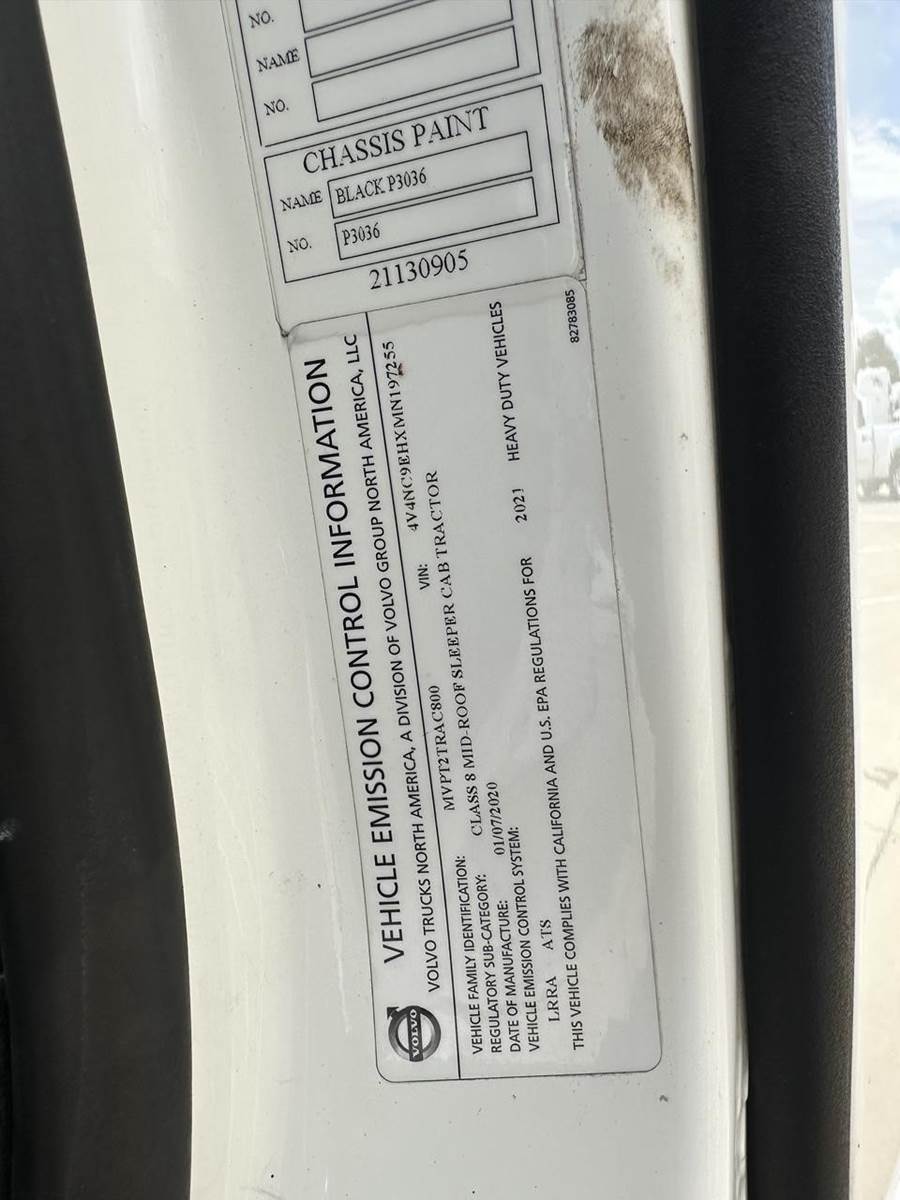 NO.
NAME
NO.
CHASSIS PAINT
NAME BLACK P3036
NO. P3036
21130905
VOLVO
VEHICLE EMISSION CONTROL INFORMATION
VOLVO TRUCKS NORTH AMERICA, A DIVISION OF VOLVO GROUP NORTH AMERICA, LLC
VIN: 4V4NC9EHXMN197255
VEHICLE FAMILY IDENTIFICATION: MVPT2TRAC800
REGULATORY SUB-CATEGORY: CLASS 8 MID-ROOF SLEEPER CAB TRACTOR
DATE OF MANUFACTURE: 01/07/2020
VEHICLE EMISSION CONTROL SYSTEM:
LRRA ATS
THIS VEHICLE COMPLIES WITH CALIFORNIA AND U.S. EPA REGULATIONS FOR 2021 HEAVY DUTY VEHICLES
82783085